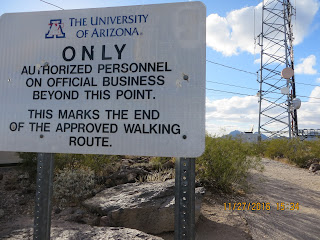 THE UNIVERSITY
OF ARIZONA
ONLY
AUTHORIZED PERSONNEL
ON OFFICIAL BUSINESS
BEYOND THIS POINT.
THIS MARKS THE END
OF THE APPROVED WALKING
ROUTE.